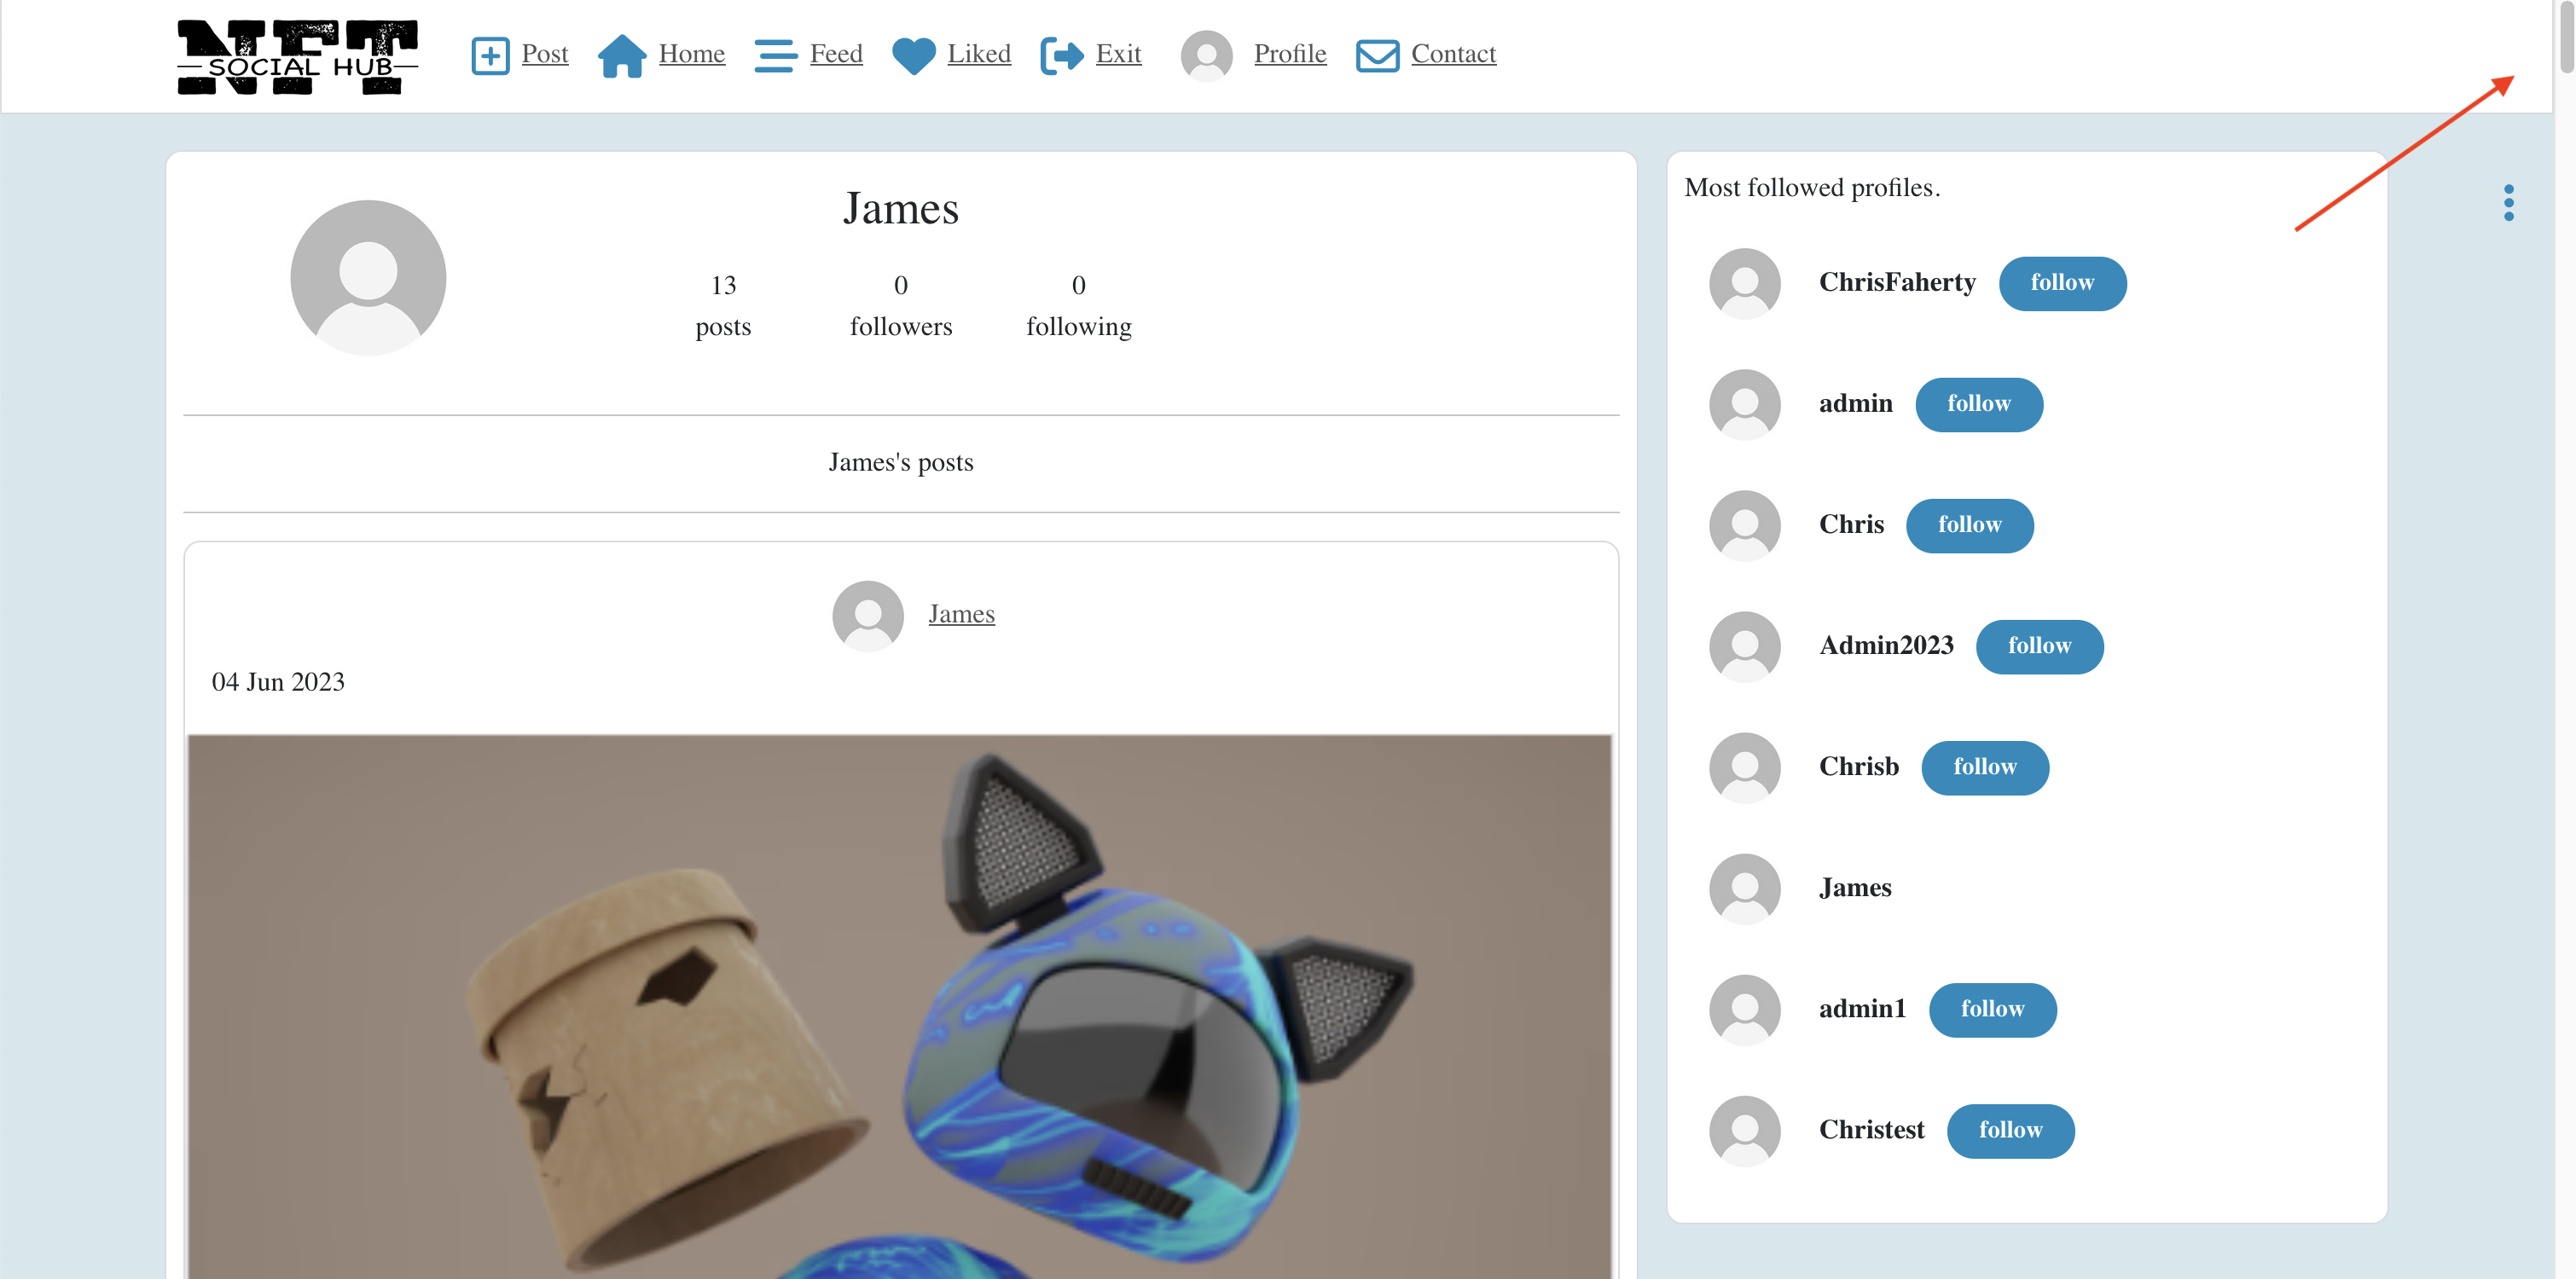 NFT
SOCIAL HUB
Post Home Feed Liked Exit Profile Contact
James
13 0 0
posts followers following
James's posts
James
04 Jun 2023
Most followed profiles.
ChrisFaherty follow
admin follow
Chris follow
Admin2023 follow
Chrisb follow
James
admin1 follow
Christest follow